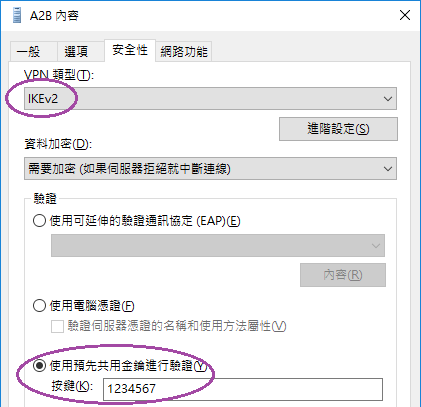 A2B 內容
一般 選項 安全性 網路功能
VPN 類型(T):
IKEv2
進階設定(S)
資料加密(D):
需要加密 (如果伺服器拒絕就中斷連線)
驗證
使用可延伸的驗證通訊協定 (EAP)(E)
內容(R)
使用電腦憑證(F)
驗證伺服器憑證的名稱和使用方法屬性(V)
使用預先共用金鑰進行驗證(Y)
按鍵(K): 1234567